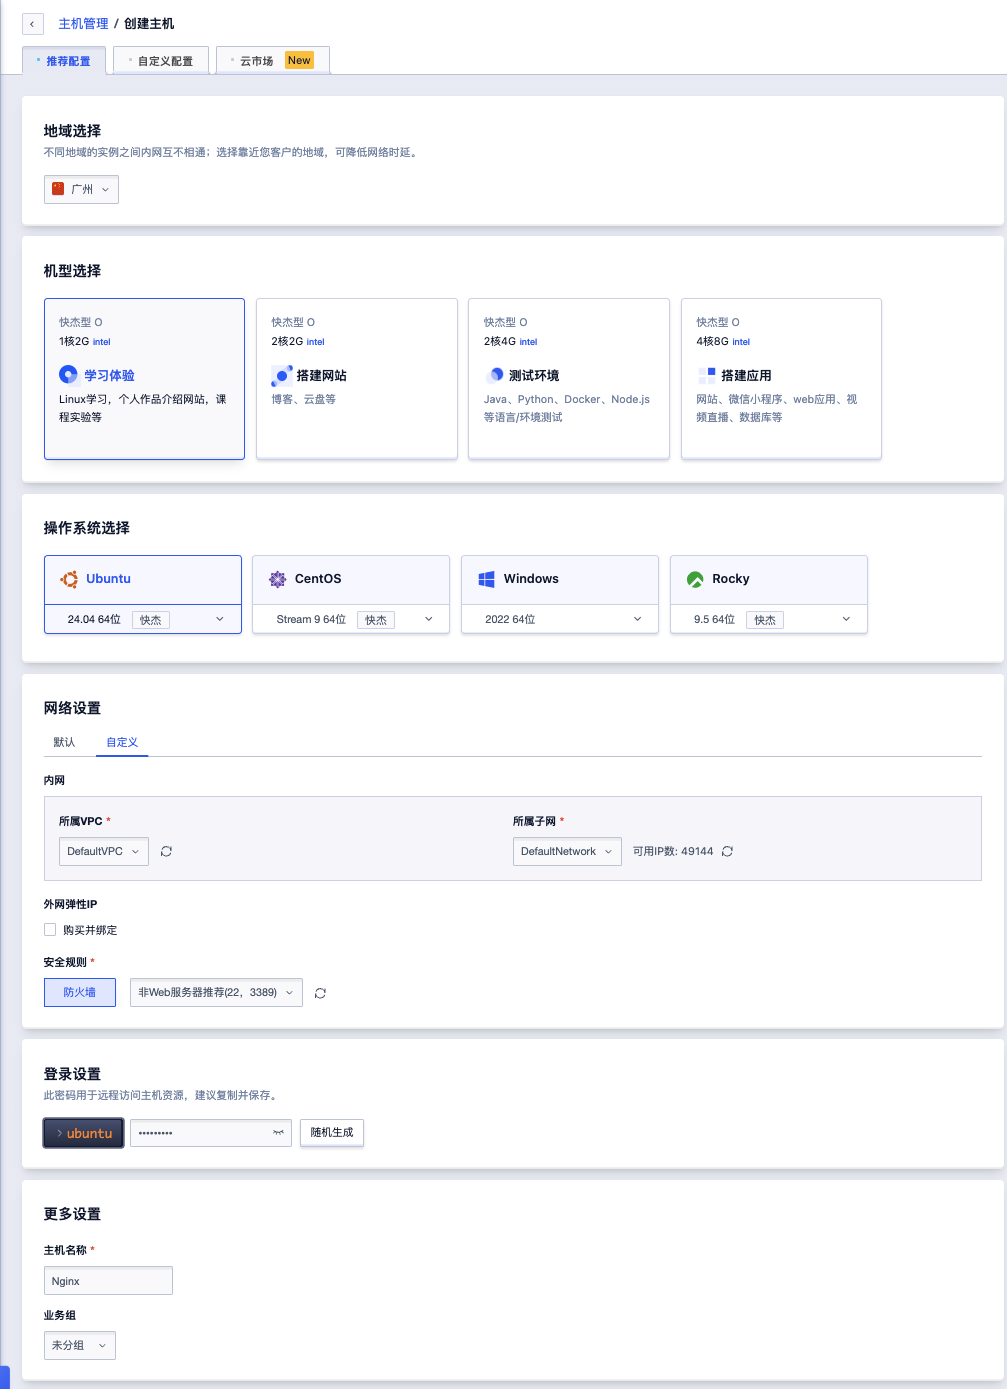 主机管理 / 创建主机
推荐配置
自定义配置
云市场 New
地域选择
不同地域的实例之间内网互不相通；选择靠近您客户的地域，可降低网络时延。
广州
机型选择
快杰型 O
1核2G intel
学习体验
Linux学习，个人作品介绍网站，课
程实验等
快杰型 O
2核2G intel
搭建网站
博客、云盘等
快杰型 O
2核4G intel
测试环境
Java、Python、Docker、Node.js
等语言/环境测试
快杰型 O
4核8G intel
搭建应用
网站、微信小程序、web应用、视
频直播、数据库等
操作系统选择
Ubuntu
24.04 64位 快杰
CentOS
Stream 9 64位 快杰
Windows
2022 64位
Rocky
9.5 64位 快杰
网络设置
默认 自定义
内网
所属VPC *
DefaultVPC
所属子网 *
DefaultNetwork 可用IP数: 49144
外网弹性IP
购买并绑定
安全规则 *
防火墙 非Web服务器推荐(22，3389)
登录设置
此密码用于远程访问主机资源，建议复制并保存。
ubuntu ••••••••• 随机生成
更多设置
主机名称 *
Nginx
业务组
未分组